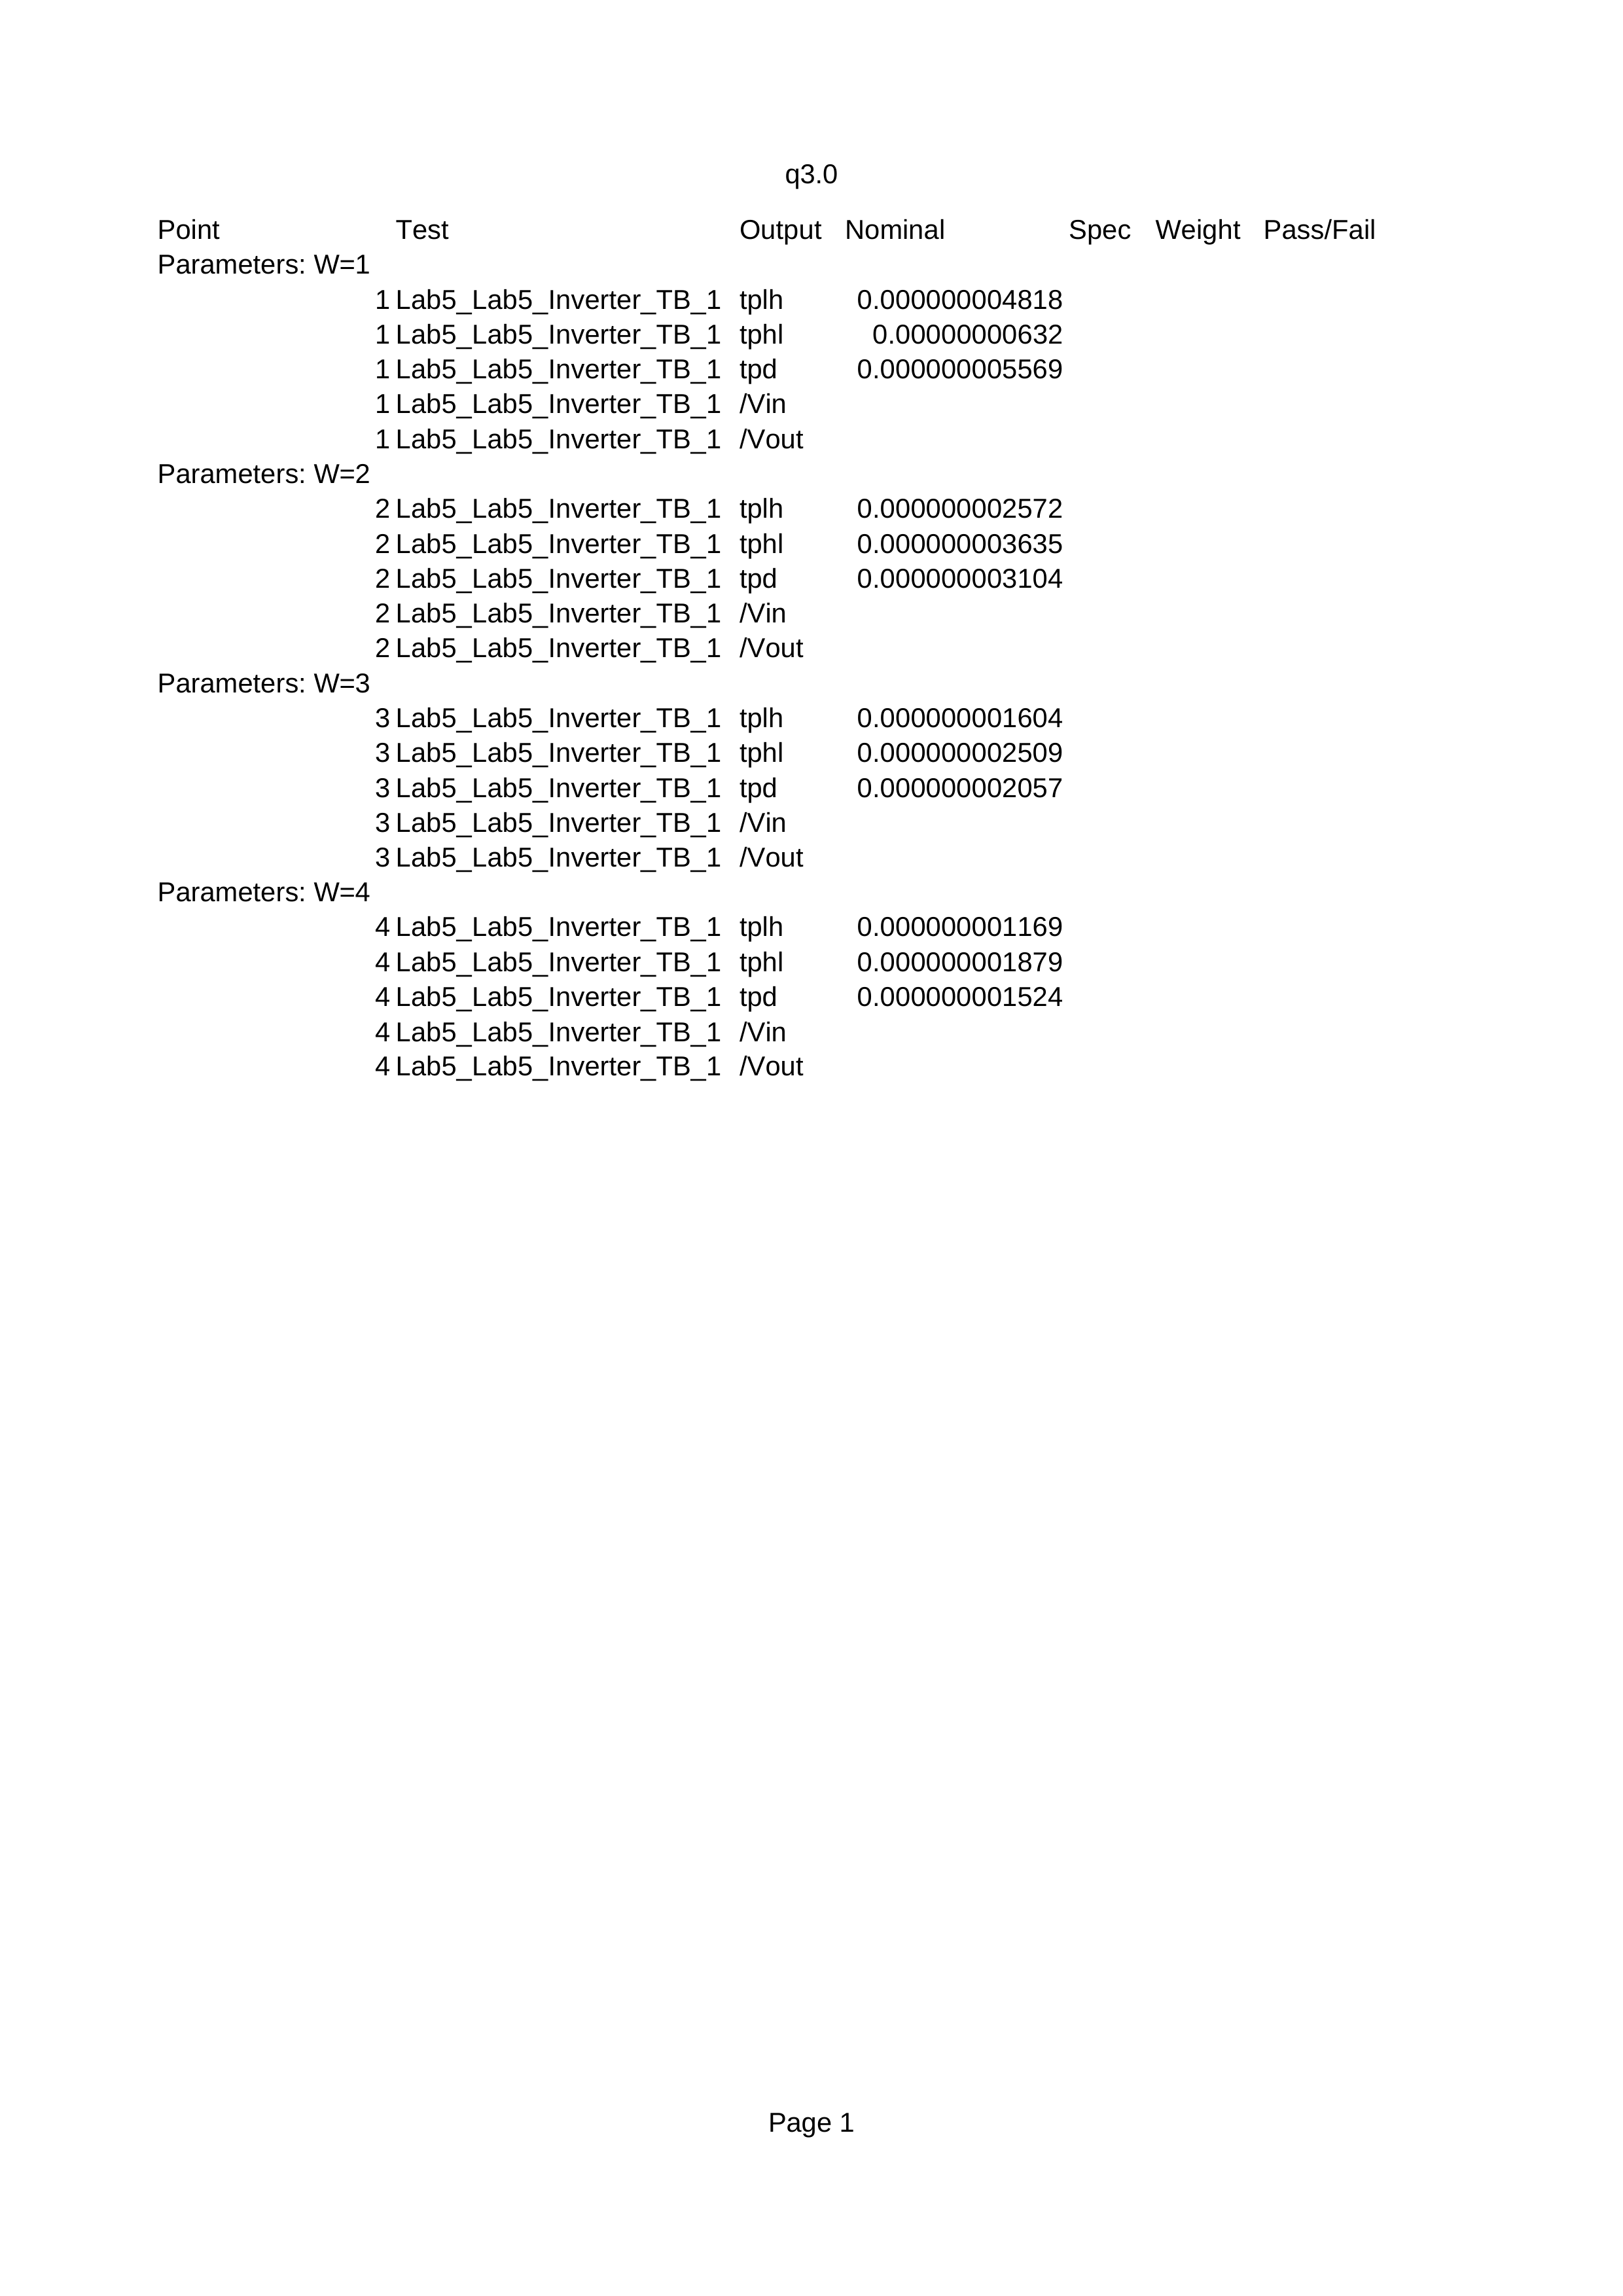 q3.0
Point Test Output Nominal Spec Weight Pass/Fail
Parameters: W=1
1 Lab5_Lab5_Inverter_TB_1 tplh 0.000000004818
1 Lab5_Lab5_Inverter_TB_1 tphl 0.00000000632
1 Lab5_Lab5_Inverter_TB_1 tpd 0.000000005569
1 Lab5_Lab5_Inverter_TB_1 /Vin
1 Lab5_Lab5_Inverter_TB_1 /Vout
Parameters: W=2
2 Lab5_Lab5_Inverter_TB_1 tplh 0.000000002572
2 Lab5_Lab5_Inverter_TB_1 tphl 0.000000003635
2 Lab5_Lab5_Inverter_TB_1 tpd 0.000000003104
2 Lab5_Lab5_Inverter_TB_1 /Vin
2 Lab5_Lab5_Inverter_TB_1 /Vout
Parameters: W=3
3 Lab5_Lab5_Inverter_TB_1 tplh 0.000000001604
3 Lab5_Lab5_Inverter_TB_1 tphl 0.000000002509
3 Lab5_Lab5_Inverter_TB_1 tpd 0.000000002057
3 Lab5_Lab5_Inverter_TB_1 /Vin
3 Lab5_Lab5_Inverter_TB_1 /Vout
Parameters: W=4
4 Lab5_Lab5_Inverter_TB_1 tplh 0.000000001169
4 Lab5_Lab5_Inverter_TB_1 tphl 0.000000001879
4 Lab5_Lab5_Inverter_TB_1 tpd 0.000000001524
4 Lab5_Lab5_Inverter_TB_1 /Vin
4 Lab5_Lab5_Inverter_TB_1 /Vout
Page 1